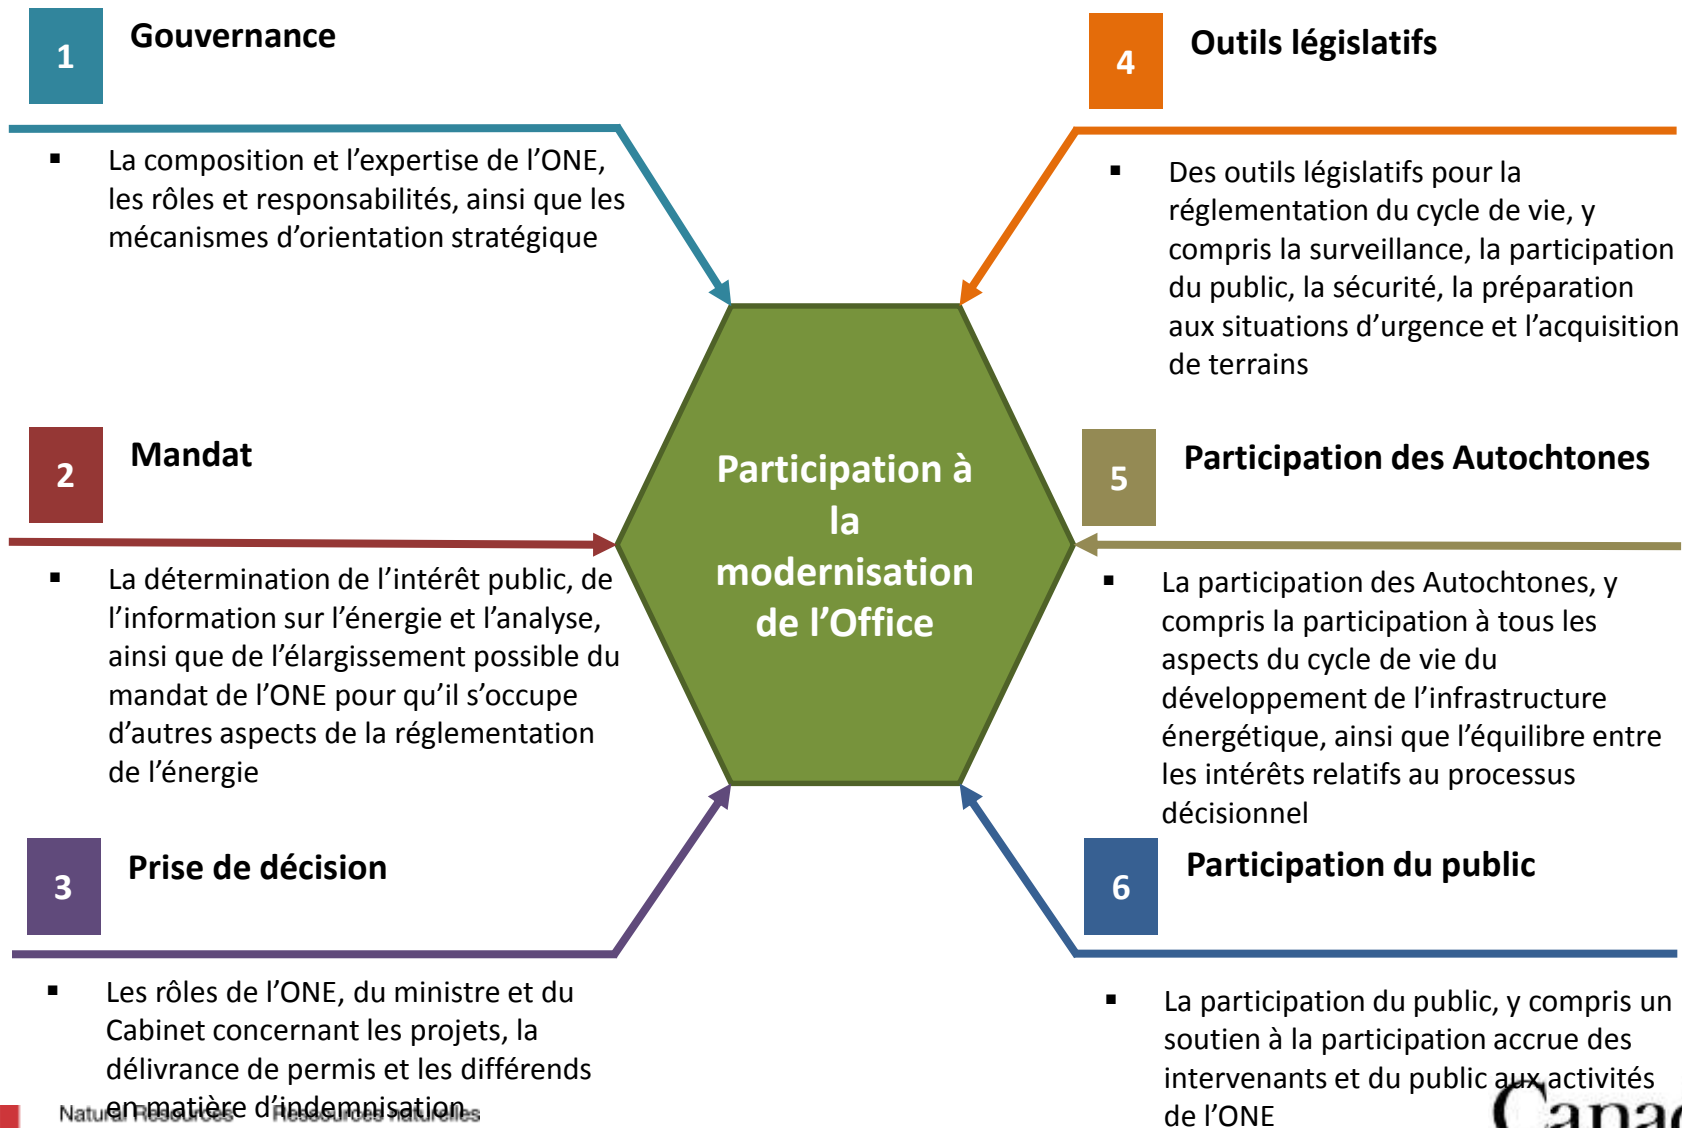 1
Gouvernance
La composition et l’expertise de l’ONE,
les rôles et responsabilités, ainsi que les
mécanismes d’orientation stratégique
2
Mandat
La détermination de l’intérêt public, de
l’information sur l’énergie et l’analyse,
ainsi que de l’élargissement possible du
mandat de l’ONE pour qu’il s’occupe
d’autres aspects de la réglementation
de l’énergie
3
Prise de décision
Les rôles de l’ONE, du ministre et du
Cabinet concernant les projets, la
délivrance de permis et les différends
en matière d’indemnisation
Participation à
la
modernisation
de l’Office
4
Outils législatifs
Des outils législatifs pour la
réglementation du cycle de vie, y
compris la surveillance, la participation
du public, la sécurité, la préparation
aux situations d’urgence et l’acquisition
de terrains
5
Participation des Autochtones
La participation des Autochtones, y
compris la participation à tous les
aspects du cycle de vie du
développement de l’infrastructure
énergétique, ainsi que l’équilibre entre
les intérêts relatifs au processus
décisionnel
6
Participation du public
La participation du public, y compris un
soutien à la participation accrue des
intervenants et du public aux activités
de l’ONE
Natural Resources Ressources naturelles
Canad